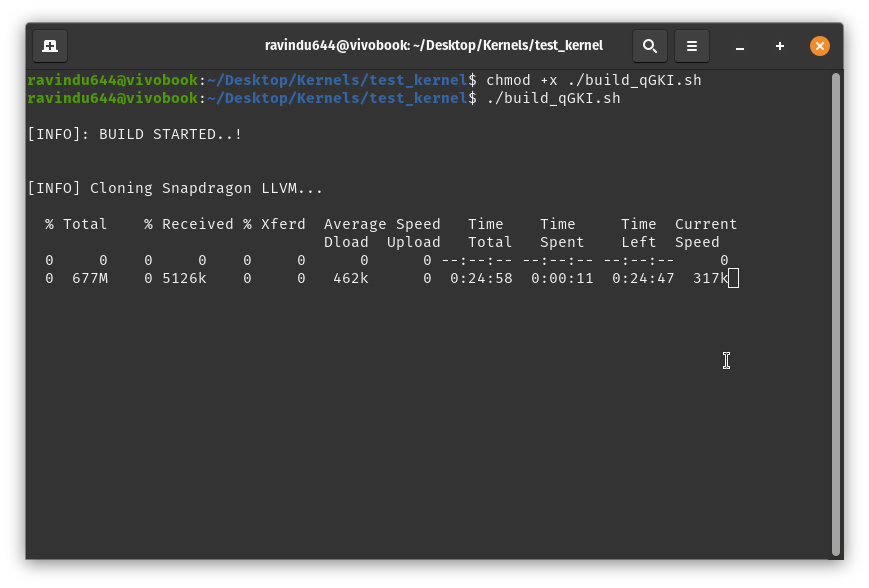 ravindu644@vivobook: ~/Desktop/Kernels/test_kernel
ravindu644@vivobook:~/Desktop/Kernels/test_kernel$ chmod +x ./build_qGKI.sh
ravindu644@vivobook:~/Desktop/Kernels/test_kernel$ ./build_qGKI.sh
[INFO]: BUILD STARTED..!
[INFO] Cloning Snapdragon LLVM...
% Total    % Received % Xferd  Average Speed   Time    Time     Time  Current
Dload  Upload   Total   Spent    Left  Speed
0     0    0     0    0     0      0      0 --:--:-- --:--:-- --:--:--     0
0  677M    0 5126k    0     0   462k      0  0:24:58  0:00:11  0:24:47  317k